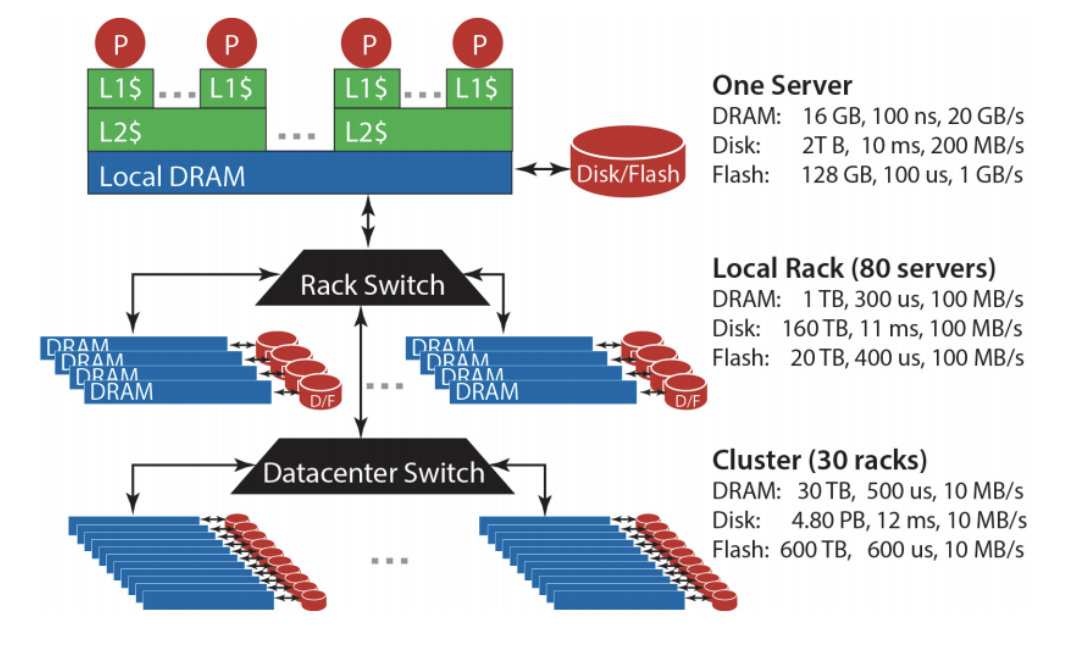 P P P P
L1$ L1$ L1$ L1$
L2$ L2$
Local DRAM
Disk/Flash
One Server
DRAM: 16 GB, 100 ns, 20 GB/s
Disk: 2T B, 10 ms, 200 MB/s
Flash: 128 GB, 100 us, 1 GB/s
Rack Switch
DRAM
DRAM
DRAM
DRAM
D/F
DRAM
DRAM
DRAM
DRAM
D/F
Local Rack (80 servers)
DRAM: 1 TB, 300 us, 100 MB/s
Disk: 160 TB, 11 ms, 100 MB/s
Flash: 20 TB, 400 us, 100 MB/s
Datacenter Switch
Cluster (30 racks)
DRAM: 30 TB, 500 us, 10 MB/s
Disk: 4.80 PB, 12 ms, 10 MB/s
Flash: 600 TB, 600 us, 10 MB/s